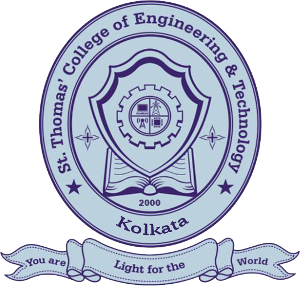 St. Thomas' College of Engineering & Technology
2000
Kolkata
You are Light for the World